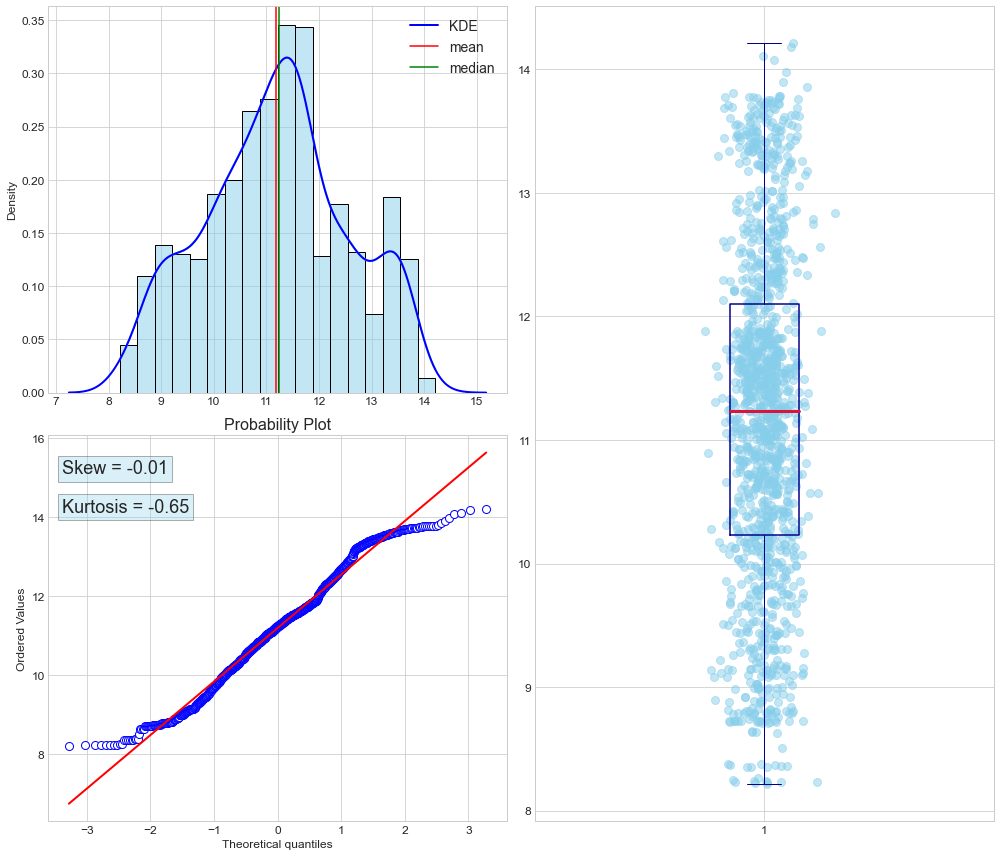 0.35
0.30
0.25
0.20
0.15
0.10
0.05
0.00
Density
KDE
mean
median
7 8 9 10 11 12 13 14 15
Probability Plot
16
14
12
10
8
Ordered Values
Skew = -0.01
Kurtosis = -0.65
−3 −2 −1 0 1 2 3
Theoretical quantiles
14
13
12
11
10
9
8
1